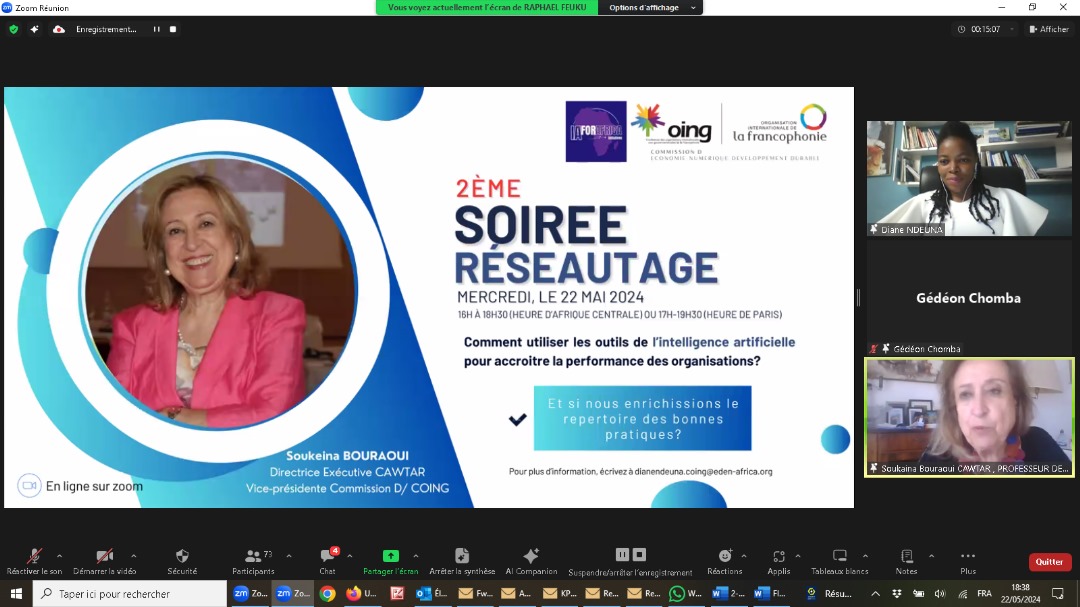 Zoom Réunion
Vous voyez actuellement l'écran de RAPHAEL FEUKU
Options d'affichage
Enregistrement...
00:15:07
Afficher
IAFORAFRICA
oing
ORGANISATION
INTERNATIONALE DE
la francophonie
COMMISSION D
ECONOMIE NUMÉRIQUE DÉVELOPPEMENT DURABLE
2ÈME
SOIREE
RÉSEAUTAGE
MERCREDI, LE 22 MAI 2024
16H À 18H30 (HEURE D'AFRIQUE CENTRALE) OU 17H-19H30 (HEURE DE PARIS)
Comment utiliser les outils de l'intelligence artificielle
pour accroitre la performance des organisations?
Et si nous enrichissions le
repertoire des bonnes
pratiques?
Pour plus d'information, écrivez à dianendeuna.coing@eden-africa.org
Soukeina BOURAOUI
Directrice Exécutive CAWTAR
Vice-présidente Commission D/ COING
En ligne sur zoom
Diane NDEUNA
Gédéon Chomba
Gédéon Chomba
Soukaina Bouraoui CAWTAR , PROFESSEUR DE...
Réactiver le son
Démarrer la vidéo
Sécurité
73
Participants
4
Chat
Partager l'écran
Arrêter la synthèse
AI Companion
Suspendre/arrêter l'enregistrement
Réactions
Applis
Tableaux blancs
Notes
Plus
Quitter
Taper ici pour rechercher
Zo...
Zo...
U...
Él...
Fw...
A...
KP...
Re...
Re...
W...
2-...
Fl...
Résu...
FRA
18:38
22/05/2024